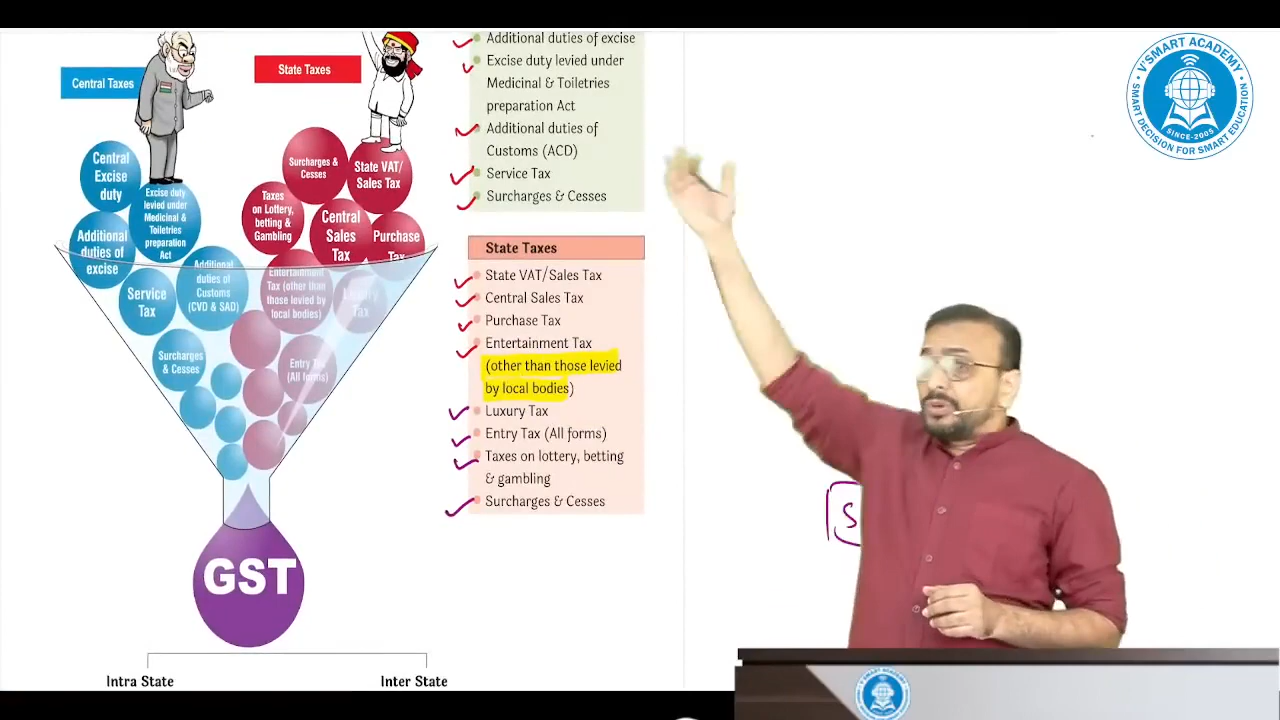 Central Taxes
State Taxes
Central
Excise
duty
Excise duty
levied under
Medicinal &
Toiletries
preparation
Act
Additional
duties of
excise
Service
Tax
Additional
duties of
Customs
(CVD & SAD)
Surcharges
& Cesses
Surcharges &
Cesses
State VAT/
Sales Tax
Taxes
on Lottery,
betting &
Gambling
Central
Sales
Tax
Purchase
Tax
Entertainment
Tax (other than
those levied by
local bodies)
Luxury
Tax
Entry Tax
(All forms)
GST
Intra State
Inter State
Additional duties of excise
Excise duty levied under
Medicinal & Toiletries
preparation Act
Additional duties of
Customs (ACD)
Service Tax
Surcharges & Cesses
State Taxes
State VAT/Sales Tax
Central Sales Tax
Purchase Tax
Entertainment Tax
(other than those levied
by local bodies)
Luxury Tax
Entry Tax (All forms)
Taxes on lottery, betting
& gambling
Surcharges & Cesses
S
V'SMART ACADEMY
SINCE-2005
SMART DECISION FOR SMART EDUCATION